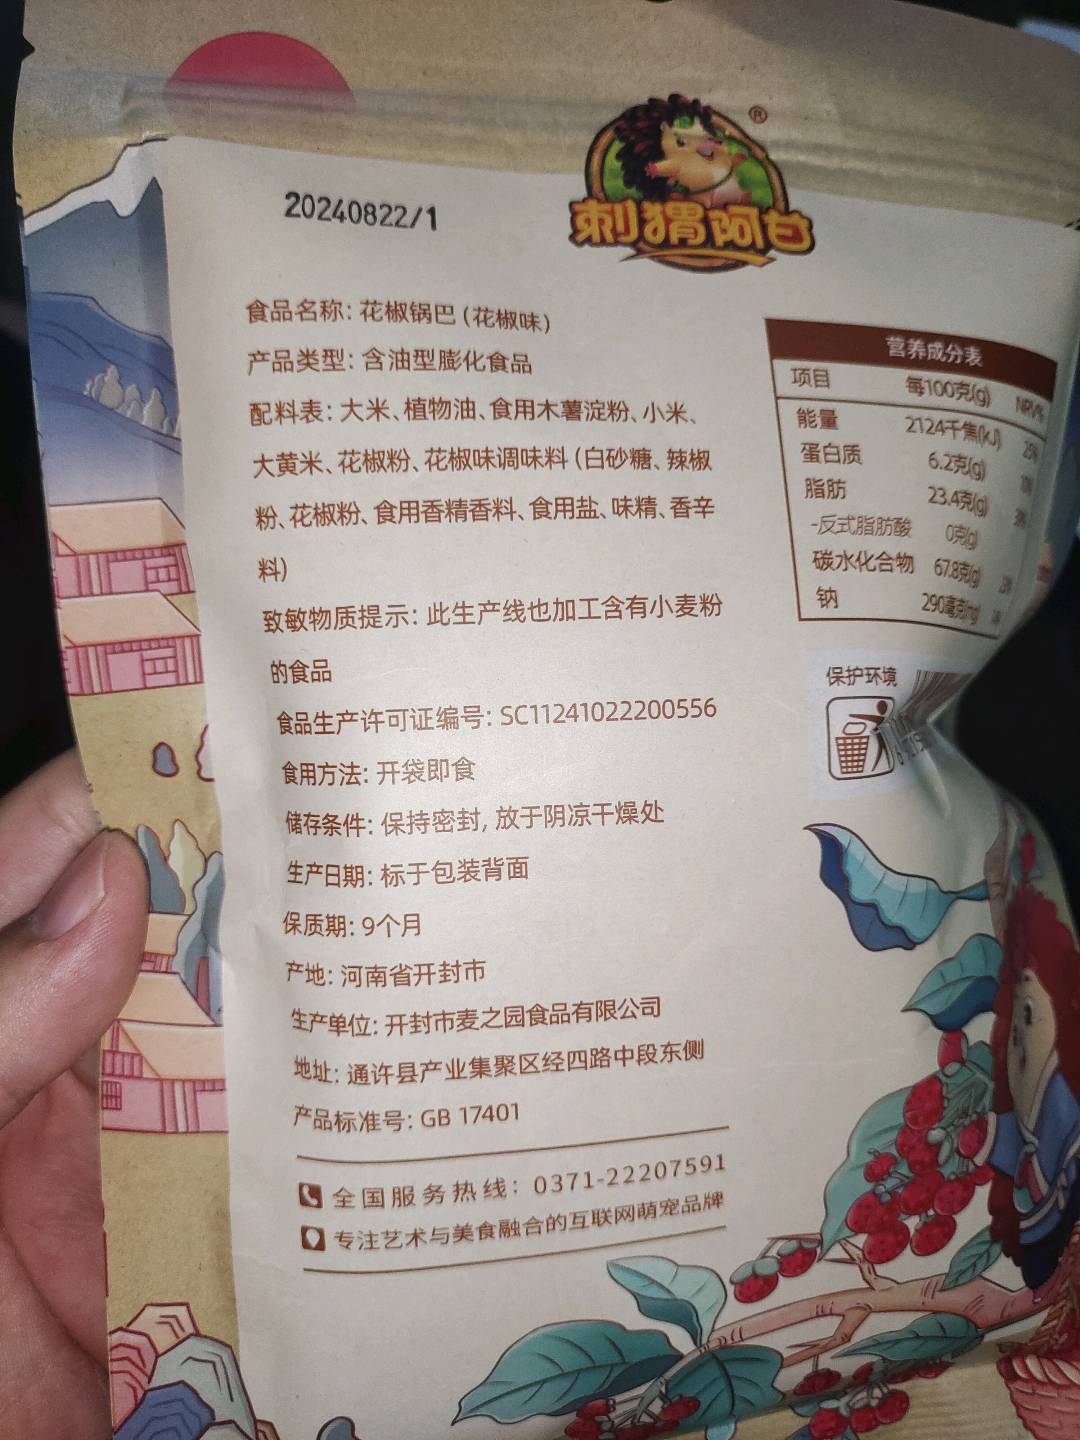 20240822/1
®
刺猬阿甘
食品名称: 花椒锅巴 (花椒味)
产品类型: 含油型膨化食品
配料表: 大米、植物油、食用木薯淀粉、小米、
大黄米、花椒粉、花椒味调味料 (白砂糖、辣椒
粉、花椒粉、食用香精香料、食用盐、味精、香辛
料)
致敏物质提示: 此生产线也加工含有小麦粉
的食品
食品生产许可证编号: SC11241022200556
食用方法: 开袋即食
储存条件: 保持密封, 放于阴凉干燥处
生产日期: 标于包装背面
保质期: 9个月
产地: 河南省开封市
生产单位: 开封市麦之园食品有限公司
地址: 通许县产业集聚区经四路中段东侧
产品标准号: GB 17401
全国服务热线: 0371-22207591
专注艺术与美食融合的互联网萌宠品牌
营养成分表
项目 每100克(g) NRV%
能量 2124千焦(kJ)
蛋白质 6.2克(g)
脂肪 23.4克(g)
-反式脂肪酸 0克(g)
碳水化合物 67.8克(g)
钠 290毫克(mg)
保护环境